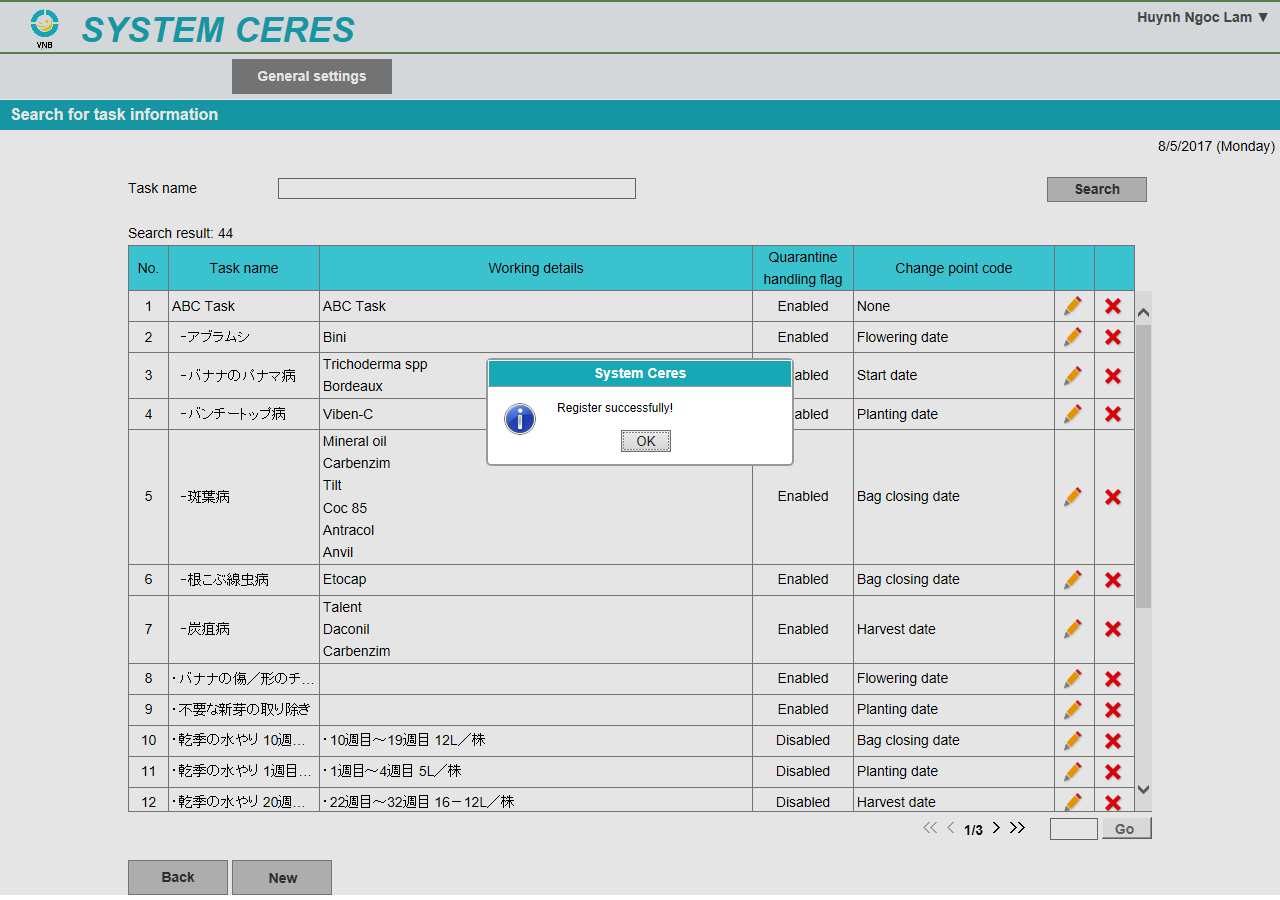 VNB
SYSTEM CERES
Huynh Ngoc Lam ▼
General settings
Search for task information
8/5/2017 (Monday)
Task name
Search
Search result: 44
No. Task name Working details Quarantine handling flag Change point code
1 ABC Task ABC Task Enabled None
2 -アブラムシ Bini Enabled Flowering date
3 -バナナのパナマ病 Trichoderma spp abled Start date
Bordeaux
4 -バンチートップ病 Viben-C abled Planting date
System Ceres
Register successfully!
OK
5 -斑葉病 Mineral oil Enabled Bag closing date
Carbenzim
Tilt
Coc 85
Antracol
Anvil
6 -根こぶ線虫病 Etocap Enabled Bag closing date
7 -炭疽病 Talent Enabled Harvest date
Daconil
Carbenzim
8 ・バナナの傷／形のチ... Enabled Flowering date
9 ・不要な新芽の取り除き Enabled Planting date
10 ・乾季の水やり 10週... ・10週目～19週目 12L／株 Disabled Bag closing date
11 ・乾季の水やり 1週目... ・1週目～4週目 5L／株 Disabled Planting date
12 ・乾季の水やり 20週... ・22週目～32週目 16－12L／株 Disabled Harvest date
1/3
Go
Back
New